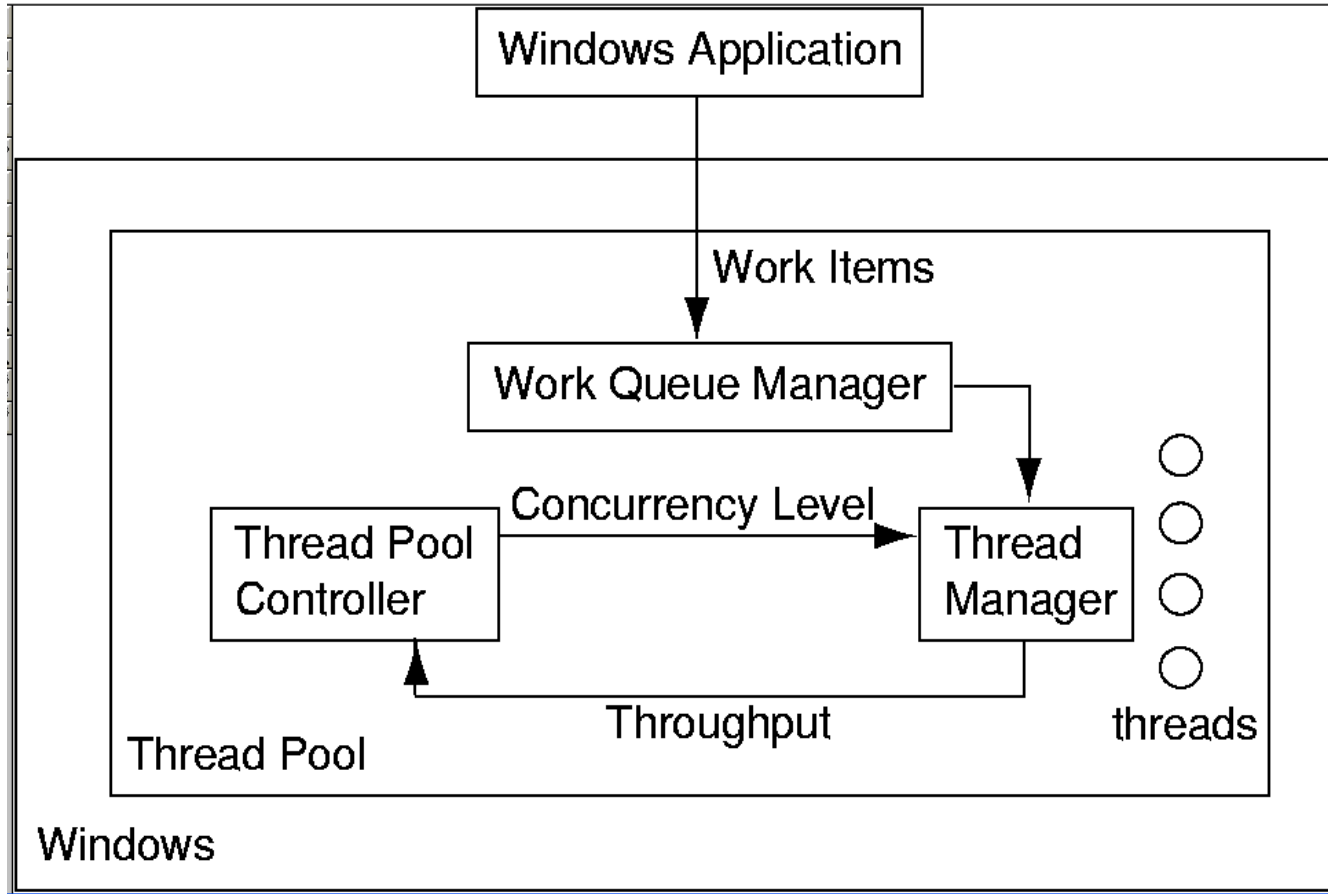 Windows Application
Work Items
Work Queue Manager
Concurrency Level
Thread Pool
Controller
Thread
Manager
Throughput
threads
Thread Pool
Windows